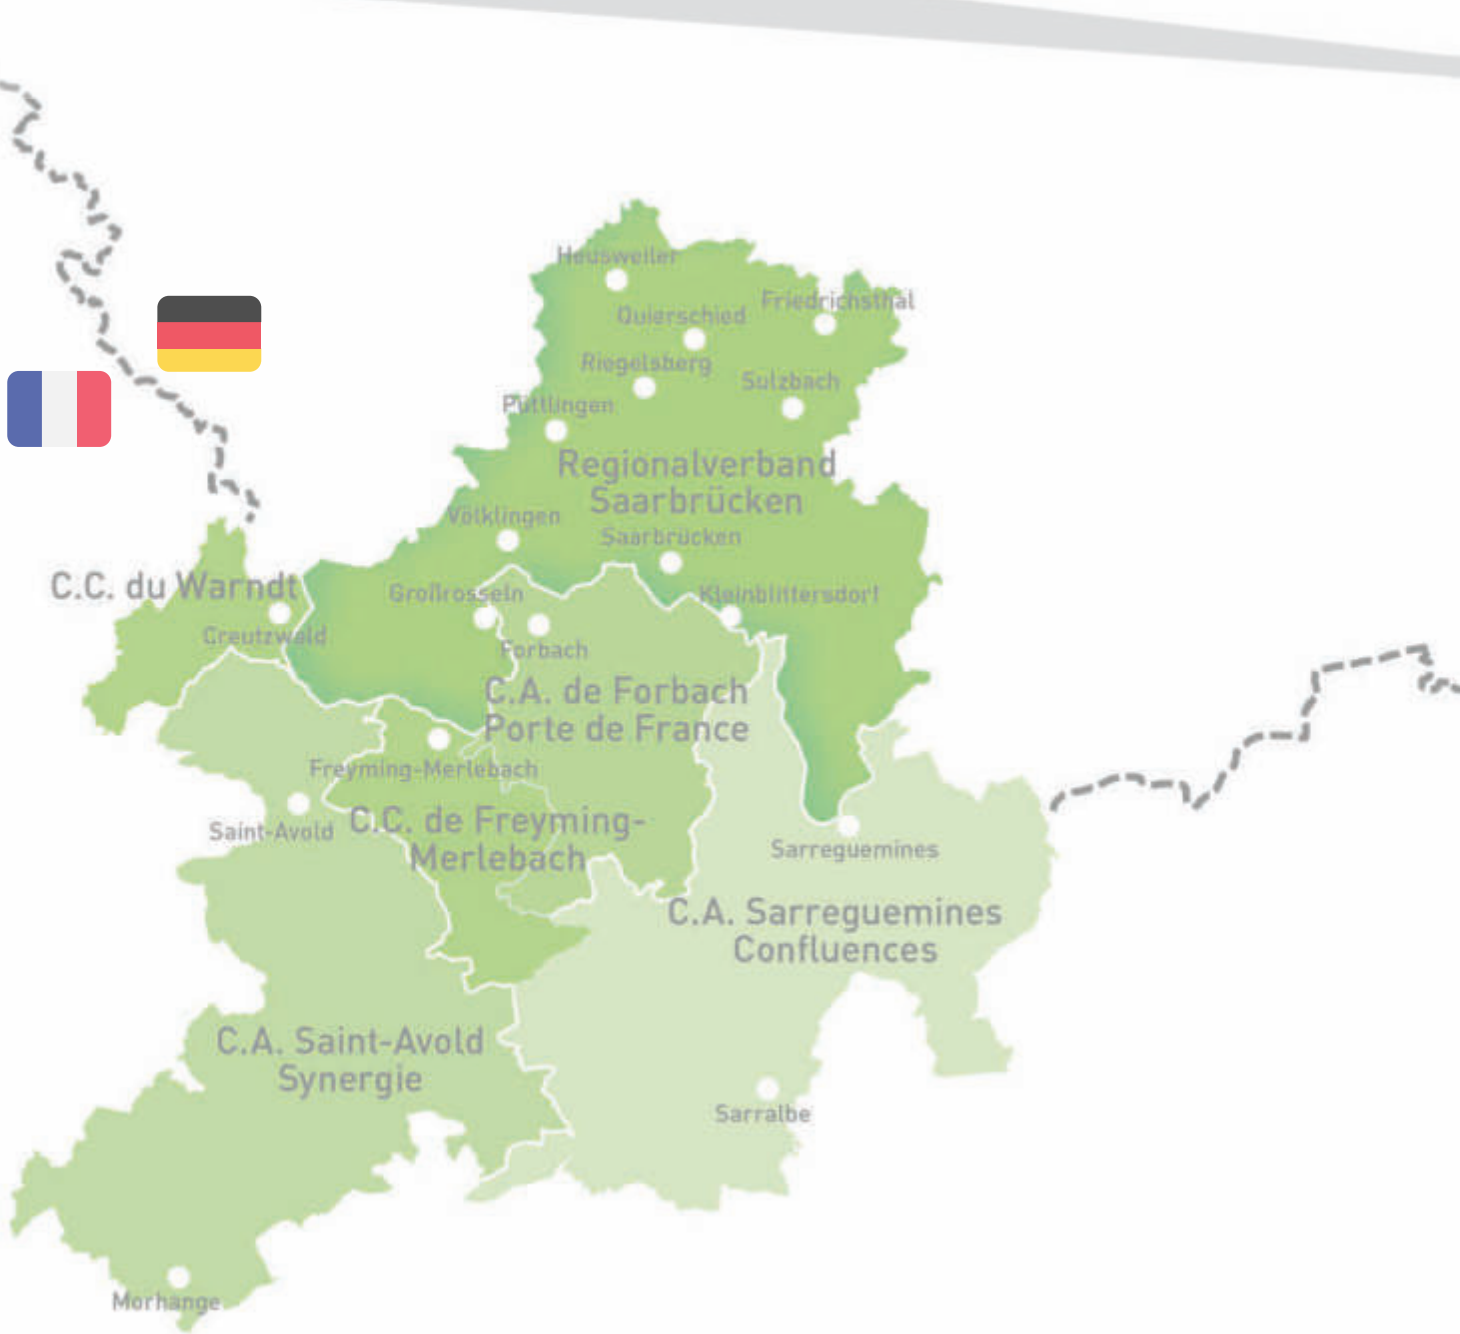 Heusweiler
Friedrichsthal
Quierschied
Riegelsberg
Sulzbach
Püttlingen
Regionalverband
Saarbrücken
Völklingen
Saarbrücken
C.C. du Warndt
Großrosseln
Kleinblittersdorf
Creutzwald
Forbach
C.A. de Forbach
Porte de France
Freyming-Merlebach
Saint-Avold
C.C. de Freyming-
Merlebach
Sarreguemines
C.A. Sarreguemines
Confluences
C.A. Saint-Avold
Synergie
Sarralbe
Morhange